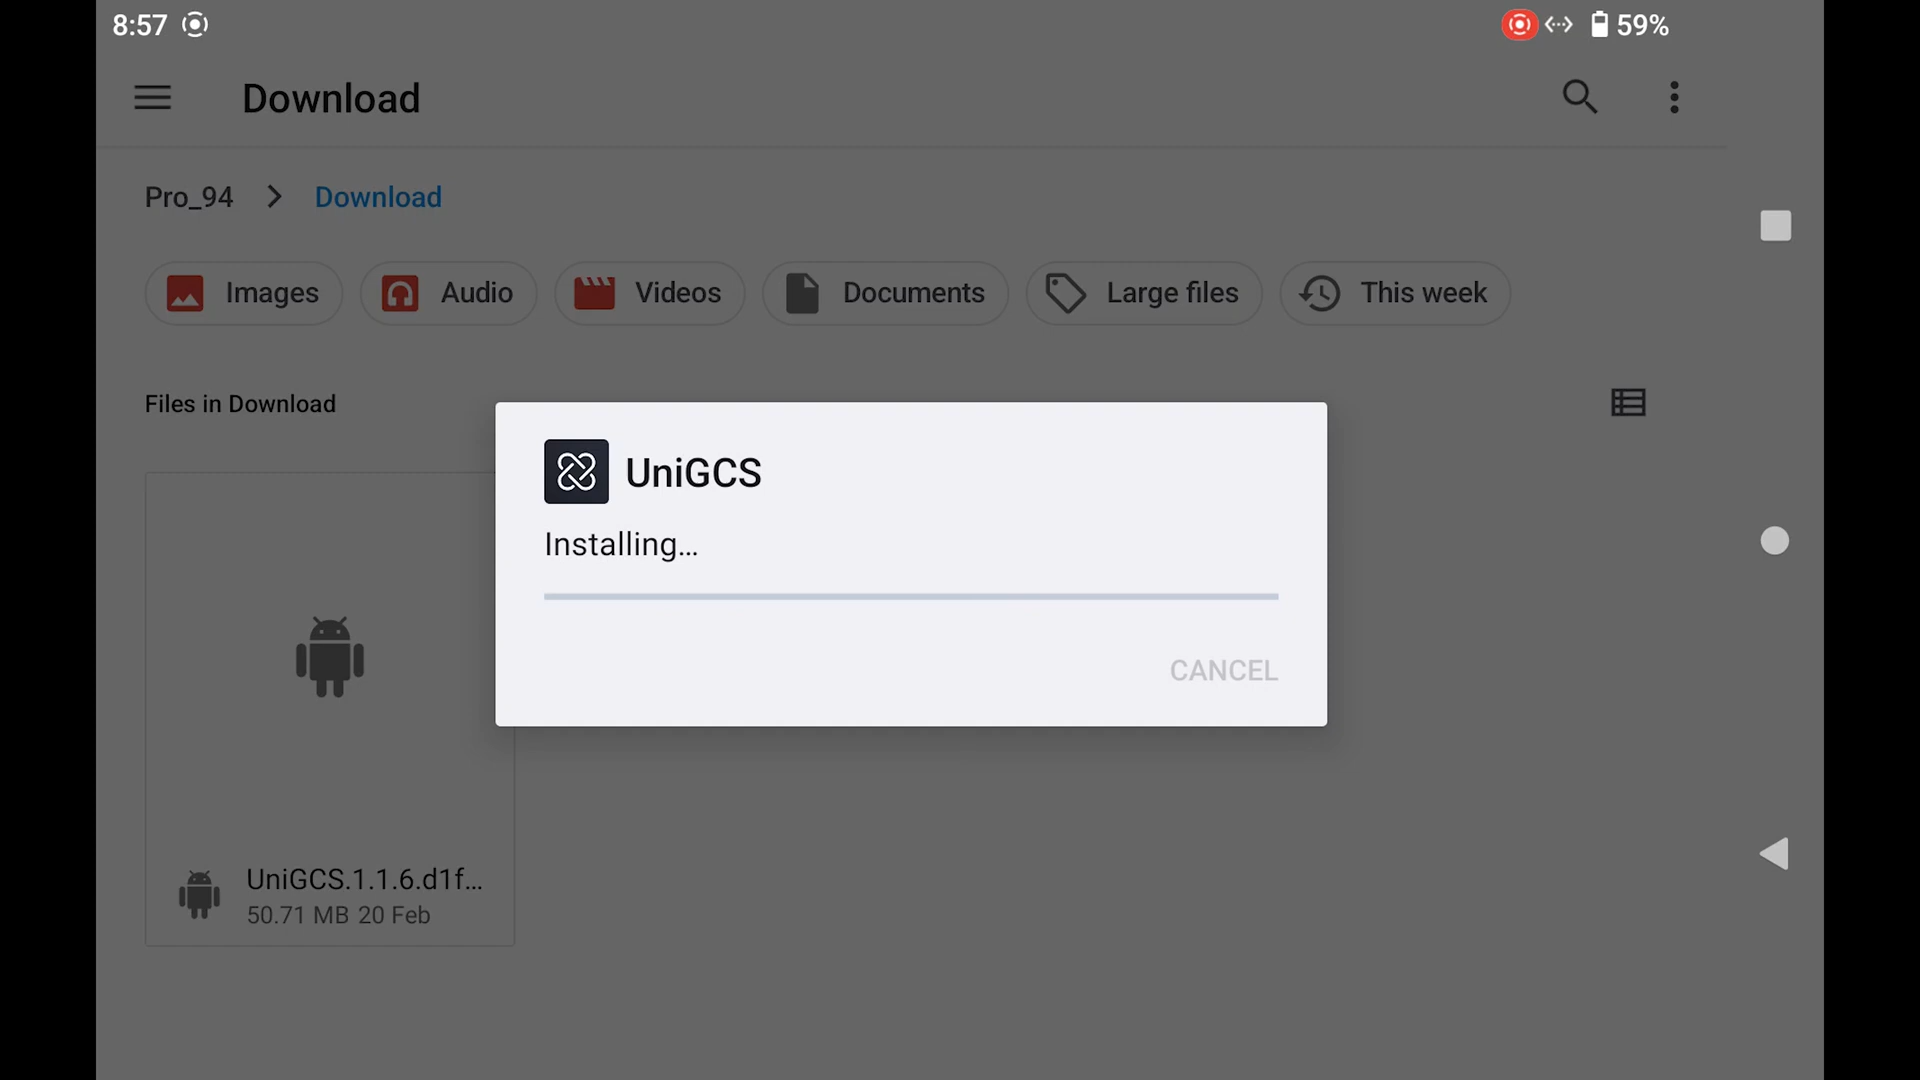 8:57
59%
Download
Pro_94
Download
Images
Audio
Videos
Documents
Large files
This week
Files in Download
UniGCS
Installing...
CANCEL
UniGCS.1.1.6.d1f...
50.71 MB 20 Feb